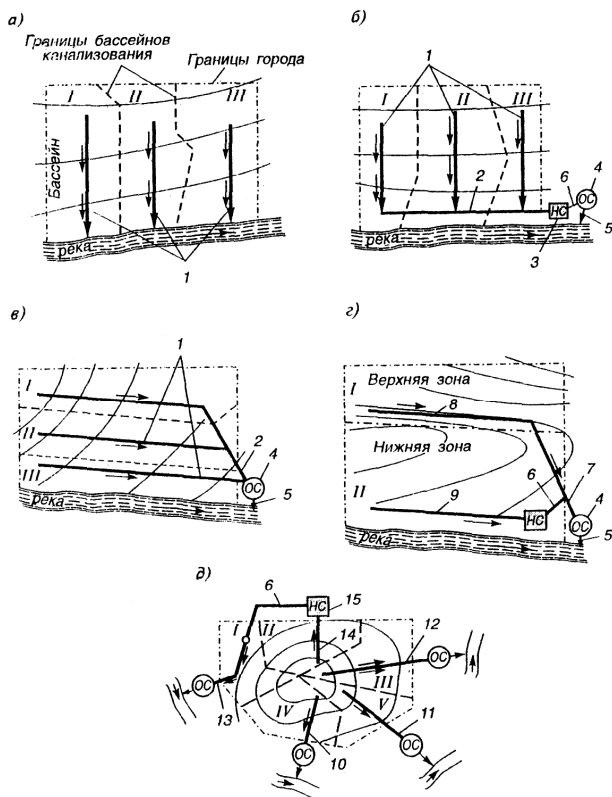 а)
Границы бассейнов
канализования
Границы города
I II III
Бассейн
река
1
б)
1
I II III
4
2
6
ОС
НС
5
3
река
в)
1
I
II
III
2
4
ОС
5
река
г)
I
Верхняя зона
8
Нижняя зона
II
9
6
7
4
НС
ОС
5
река
д)
6
НС
15
I
II
14
12
ОС
ОС
III
13
IV
V
I
10
11
ОС
ОС